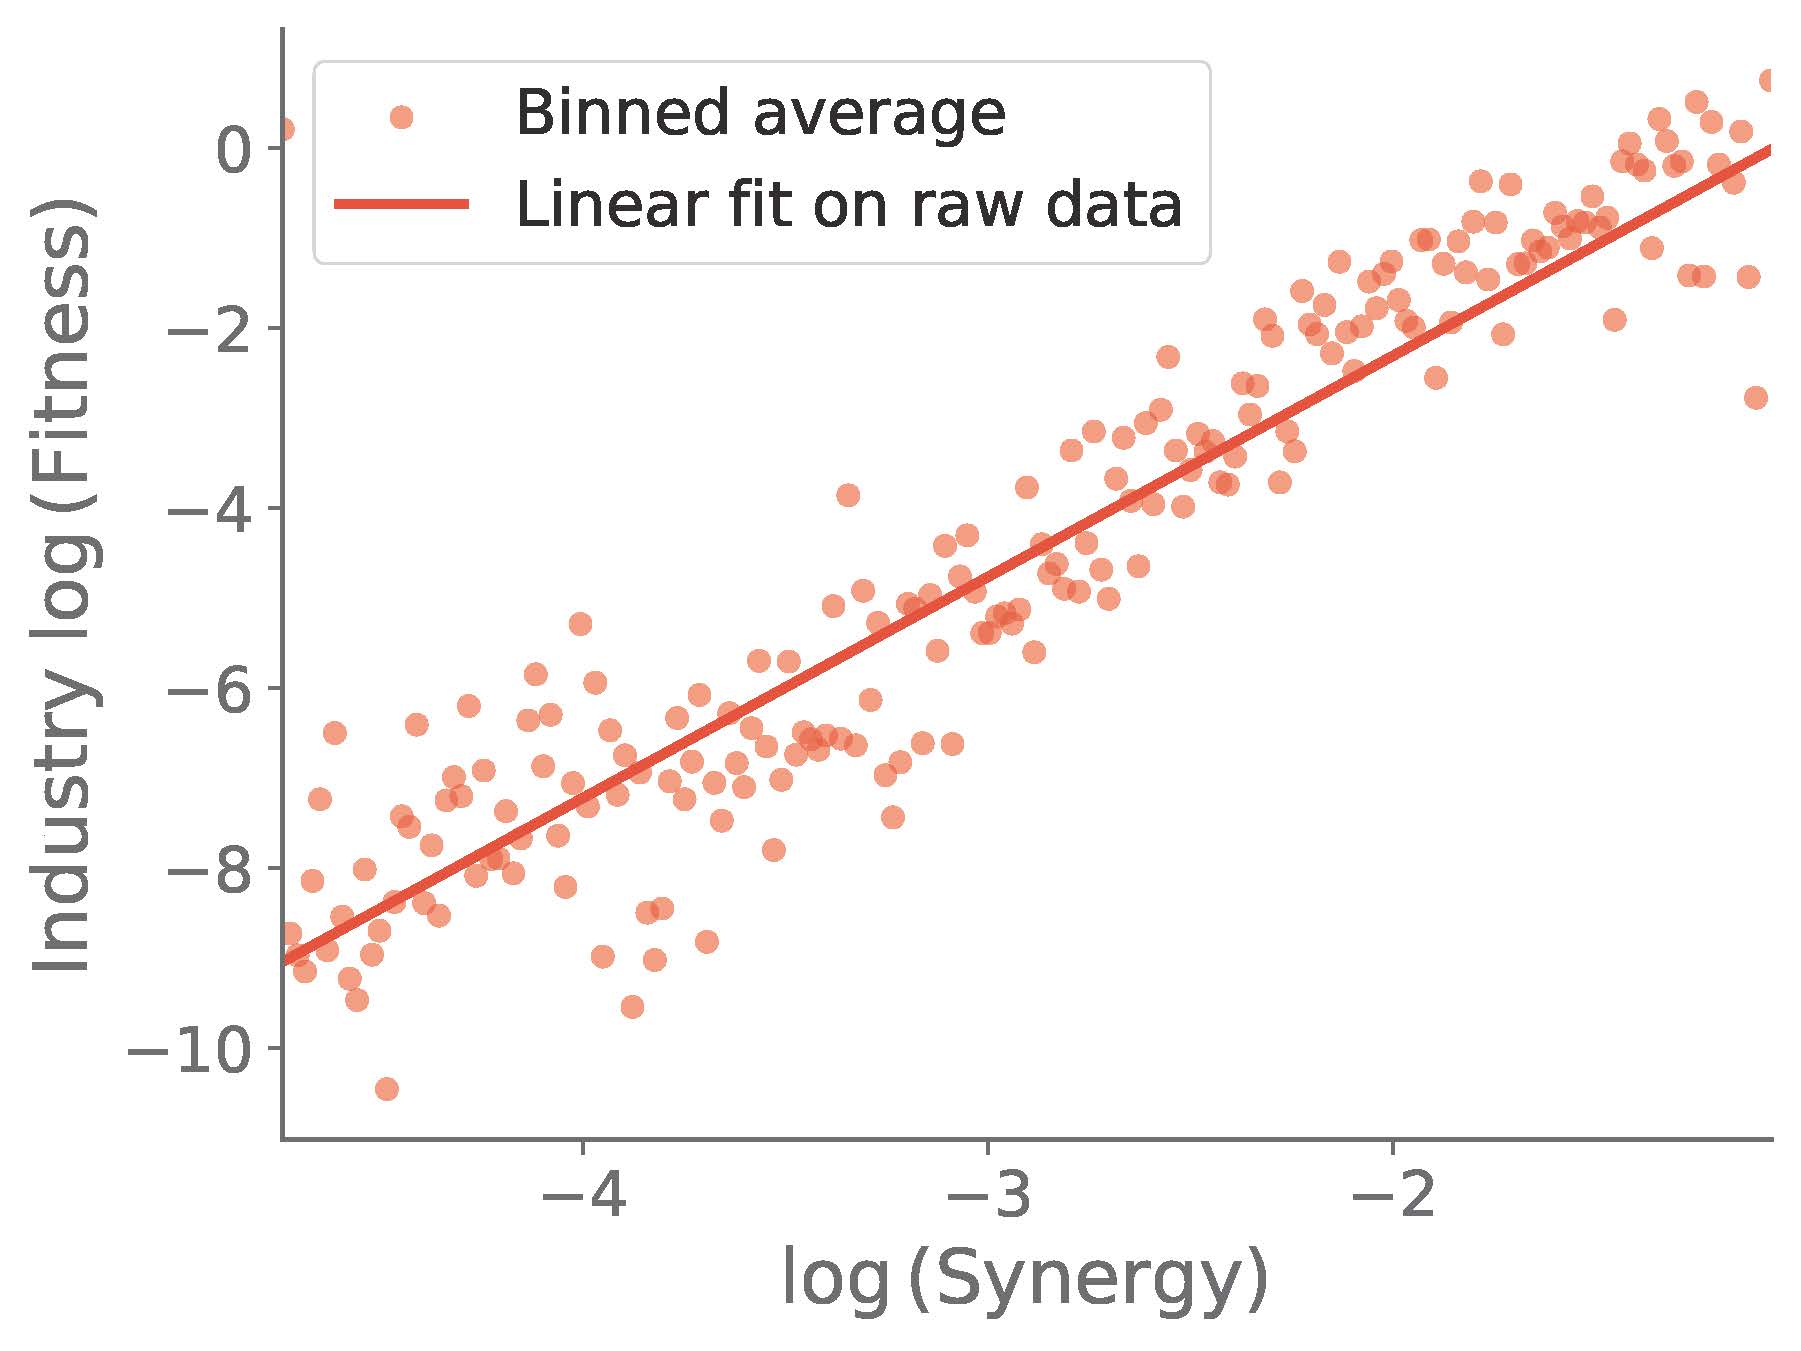 Binned average
Linear fit on raw data
Industry log (Fitness)
0
−2
−4
−6
−8
−10
−4
−3
−2
log (Synergy)